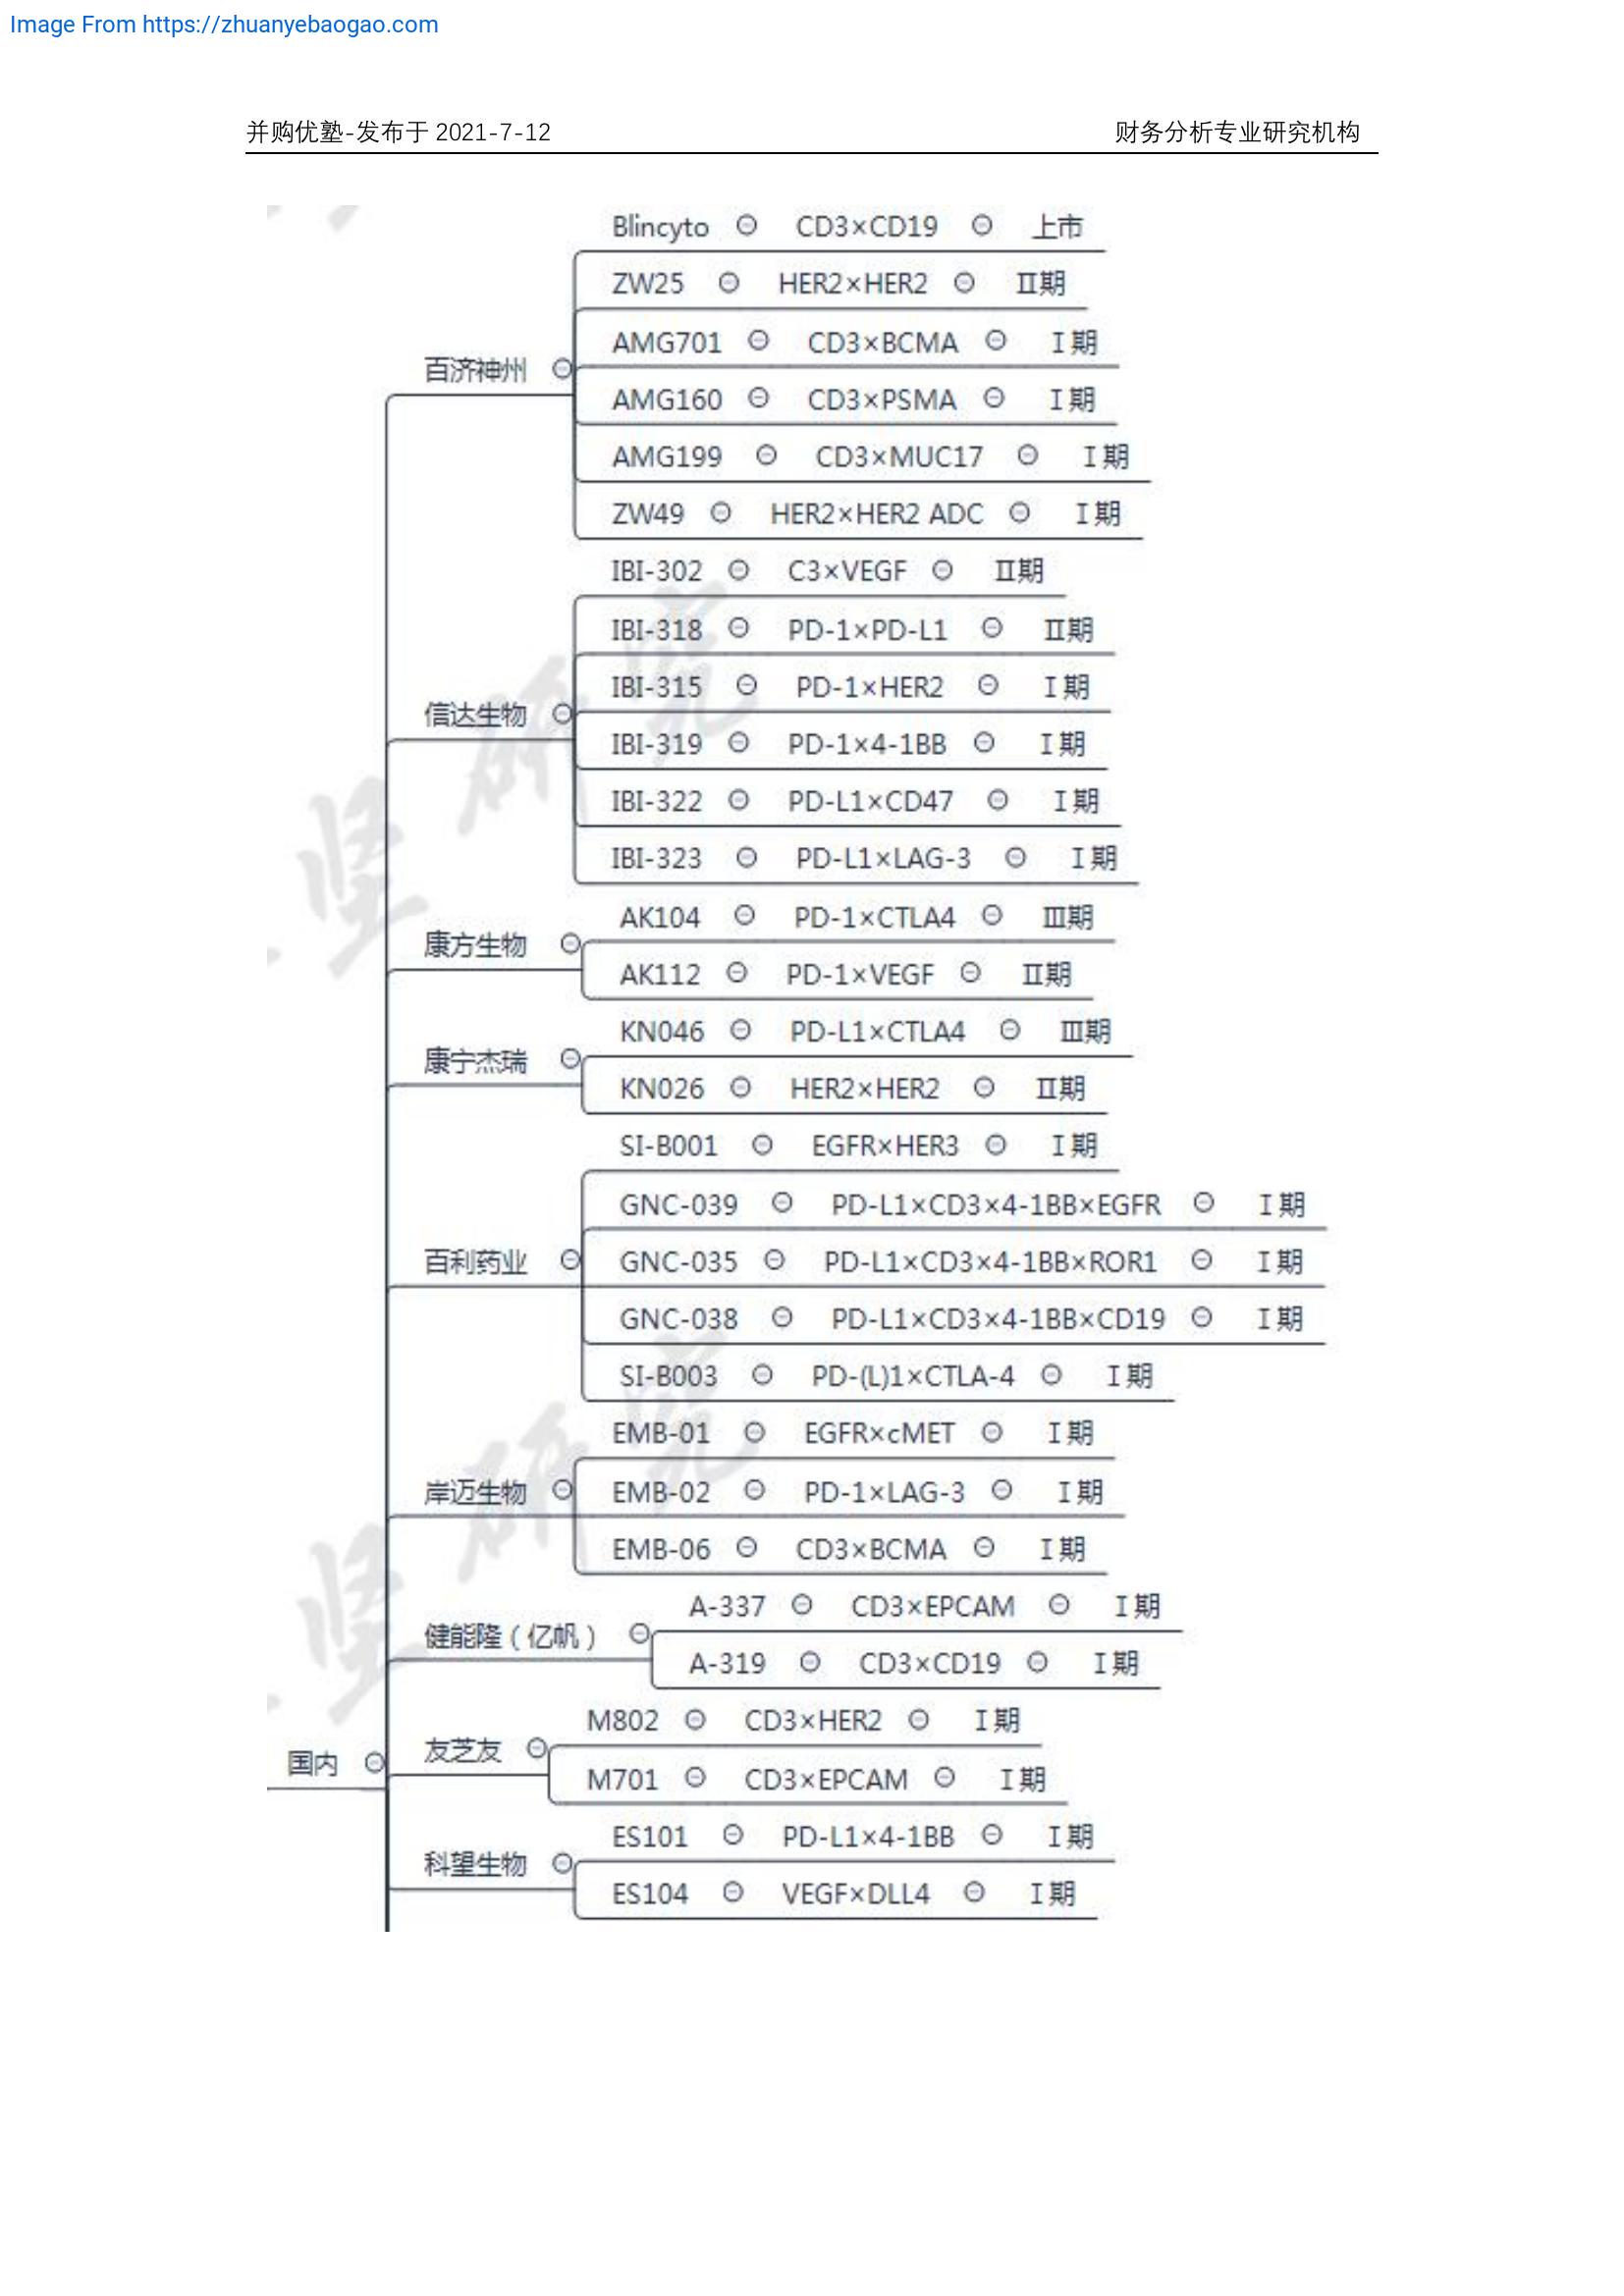 Image From https://zhuanyebaogao.com
并购优塾-发布于 2021-7-12 财务分析专业研究机构
Blincyto CD3×CD19 上市
ZW25 HER2×HER2 Ⅱ期
AMG701 CD3×BCMA Ⅰ期
百济神州
AMG160 CD3×PSMA Ⅰ期
AMG199 CD3×MUC17 Ⅰ期
ZW49 HER2×HER2 ADC Ⅰ期
IBI-302 C3×VEGF Ⅱ期
IBI-318 PD-1×PD-L1 Ⅱ期
IBI-315 PD-1×HER2 Ⅰ期
信达生物
IBI-319 PD-1×4-1BB Ⅰ期
IBI-322 PD-L1×CD47 Ⅰ期
IBI-323 PD-L1×LAG-3 Ⅰ期
AK104 PD-1×CTLA4 Ⅲ期
康方生物
AK112 PD-1×VEGF Ⅱ期
KN046 PD-L1×CTLA4 Ⅲ期
康宁杰瑞
KN026 HER2×HER2 Ⅱ期
SI-B001 EGFR×HER3 Ⅰ期
GNC-039 PD-L1×CD3×4-1BB×EGFR Ⅰ期
百利药业 GNC-035 PD-L1×CD3×4-1BB×ROR1 Ⅰ期
GNC-038 PD-L1×CD3×4-1BB×CD19 Ⅰ期
SI-B003 PD-(L)1×CTLA-4 Ⅰ期
EMB-01 EGFR×cMET Ⅰ期
岸迈生物 EMB-02 PD-1×LAG-3 Ⅰ期
EMB-06 CD3×BCMA Ⅰ期
A-337 CD3×EPCAM Ⅰ期
健能隆（亿帆）
A-319 CD3×CD19 Ⅰ期
M802 CD3×HER2 Ⅰ期
国内 友芝友
M701 CD3×EPCAM Ⅰ期
ES101 PD-L1×4-1BB Ⅰ期
科望生物
ES104 VEGF×DLL4 Ⅰ期